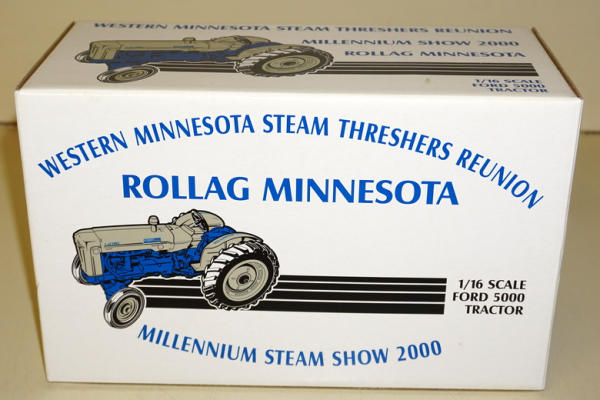 WESTERN MINNESOTA STEAM THRESHERS REUNION
MILLENNIUM SHOW 2000
ROLLAG MINNESOTA
1/16 SCALE
FORD 5000
TRACTOR
WESTERN MINNESOTA STEAM THRESHERS REUNION
ROLLAG MINNESOTA
1/16 SCALE
FORD 5000
TRACTOR
MILLENNIUM STEAM SHOW 2000